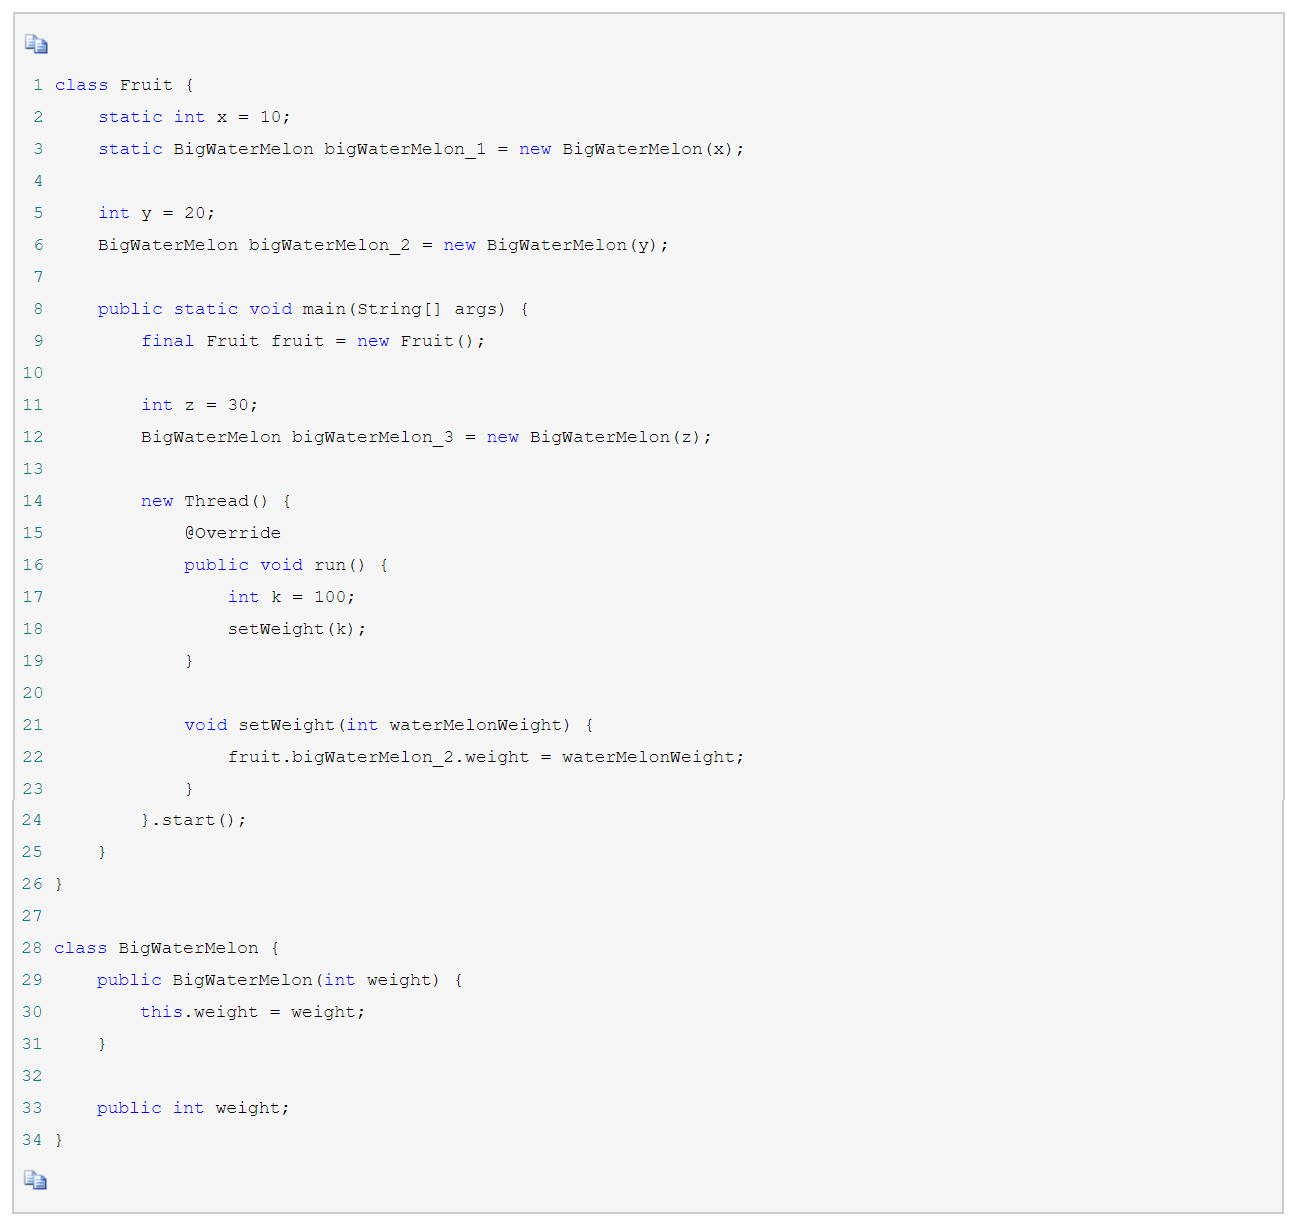 1 class Fruit {
2     static int x = 10;
3     static BigWaterMelon bigWaterMelon_1 = new BigWaterMelon(x);
4
5     int y = 20;
6     BigWaterMelon bigWaterMelon_2 = new BigWaterMelon(y);
7
8     public static void main(String[] args) {
9         final Fruit fruit = new Fruit();
10
11         int z = 30;
12         BigWaterMelon bigWaterMelon_3 = new BigWaterMelon(z);
13
14         new Thread() {
15             @Override
16             public void run() {
17                 int k = 100;
18                 setWeight(k);
19             }
20
21             void setWeight(int waterMelonWeight) {
22                 fruit.bigWaterMelon_2.weight = waterMelonWeight;
23             }
24         }.start();
25     }
26 }
27
28 class BigWaterMelon {
29     public BigWaterMelon(int weight) {
30         this.weight = weight;
31     }
32
33     public int weight;
34 }